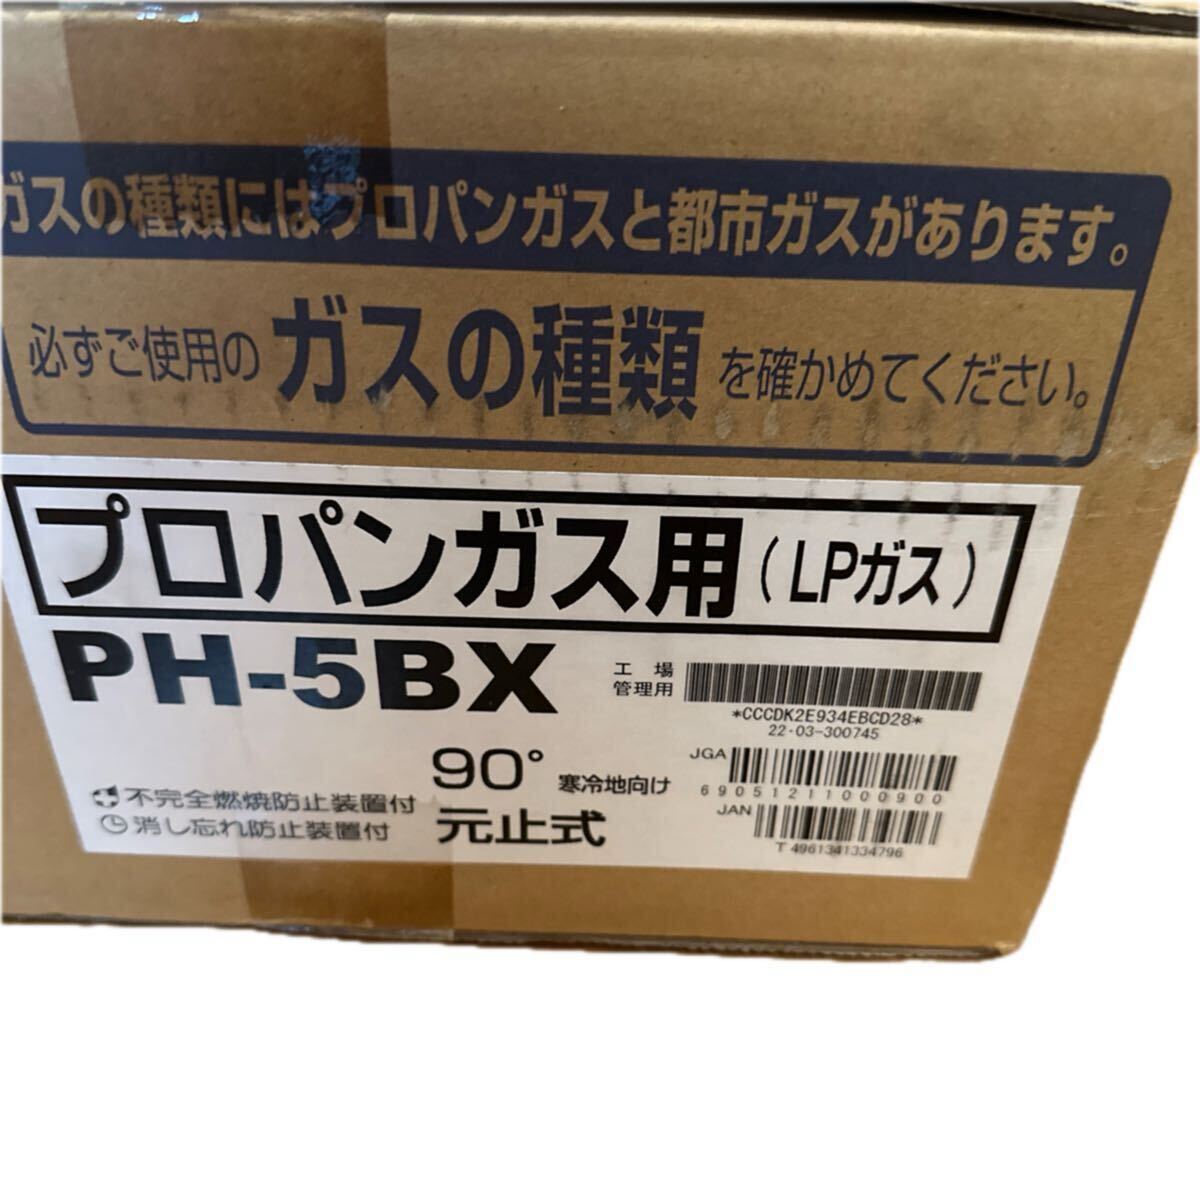 ガスの種類にはプロパンガスと都市ガスがあります。
必ずご使用の ガスの種類 を確かめてください。
プロパンガス用(LPガス)
PH-5BX
工場
管理用
*CCCDK2E934EBCD28*
22-03-300745
90° 寒冷地向け
元止式
不完全燃焼防止装置付
消し忘れ防止装置付
JGA
69051211000900
JAN
T 4961341334796